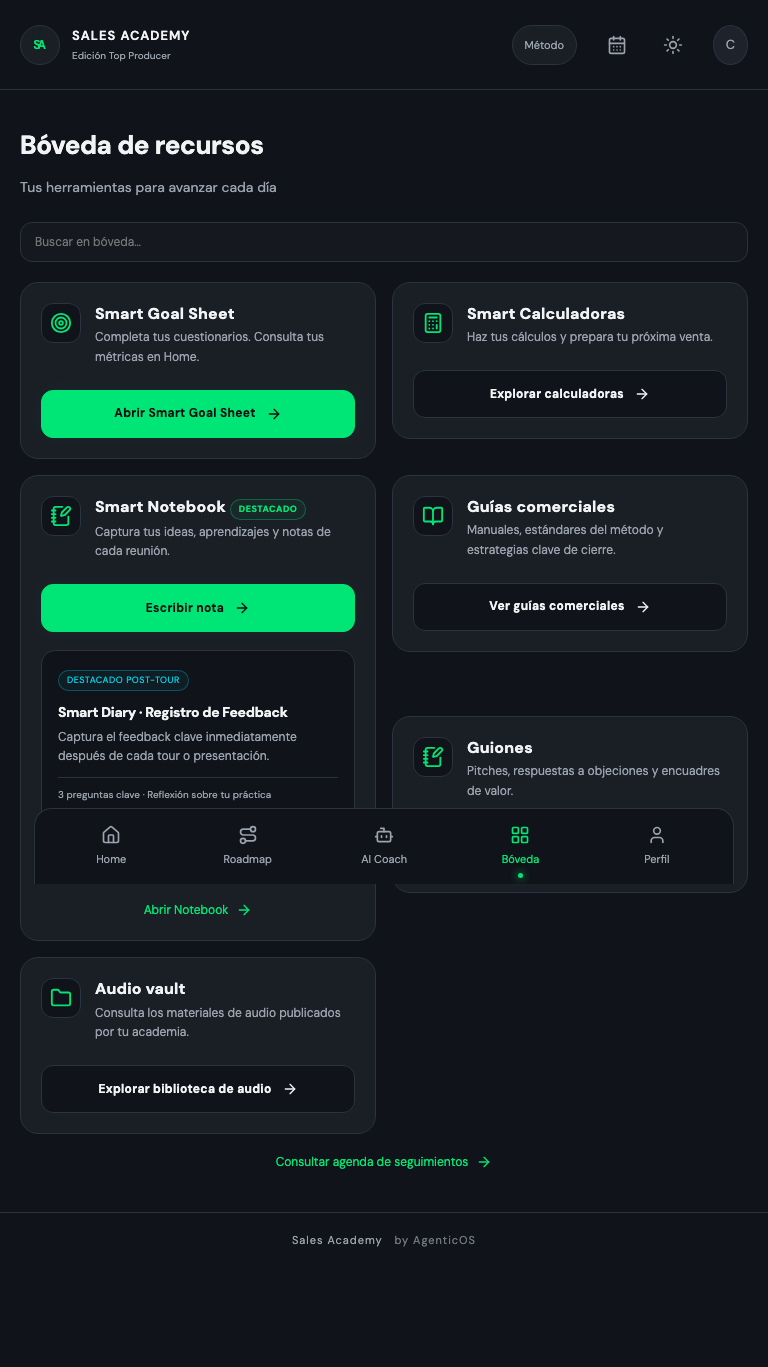 SA
SALES ACADEMY
Edición Top Producer
Método
C
Bóveda de recursos
Tus herramientas para avanzar cada día
Buscar en bóveda...
Smart Goal Sheet
Completa tus cuestionarios. Consulta tus
métricas en Home.
Abrir Smart Goal Sheet
Smart Calculadoras
Haz tus cálculos y prepara tu próxima venta.
Explorar calculadoras
Smart Notebook DESTACADO
Captura tus ideas, aprendizajes y notas de
cada reunión.
Escribir nota
DESTACADO POST-TOUR
Smart Diary · Registro de Feedback
Captura el feedback clave inmediatamente
después de cada tour o presentación.
3 preguntas clave · Reflexión sobre tu práctica
Guías comerciales
Manuales, estándares del método y
estrategias clave de cierre.
Ver guías comerciales
Guiones
Pitches, respuestas a objeciones y encuadres
de valor.
Home
Roadmap
AI Coach
Bóveda
Perfil
Abrir Notebook
Audio vault
Consulta los materiales de audio publicados
por tu academia.
Explorar biblioteca de audio
Consultar agenda de seguimientos
Sales Academy by AgenticOS